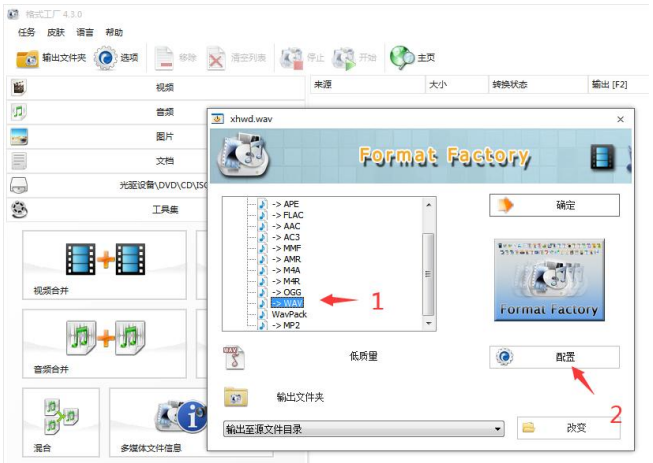 格式工厂 4.3.0
任务 皮肤 语言 帮助
输出文件夹 选项 移除 清空列表 停止 开始 主页
来源 大小 转换状态 输出 [F2]
视频
音频
图片
文档
光驱设备\DVD\CD\ISO
工具集
视频合并
音频合并
混合
多媒体文件信息
xhwd.wav
Format Factory
-> APE
-> FLAC
-> AAC
-> AC3
-> MMF
-> AMR
-> M4A
-> M4R
-> OGG
-> WAV
WavPack
-> MP2
1
确定
Format Factory
WAV
低质量
配置
2
输出文件夹
输出至源文件目录
改变